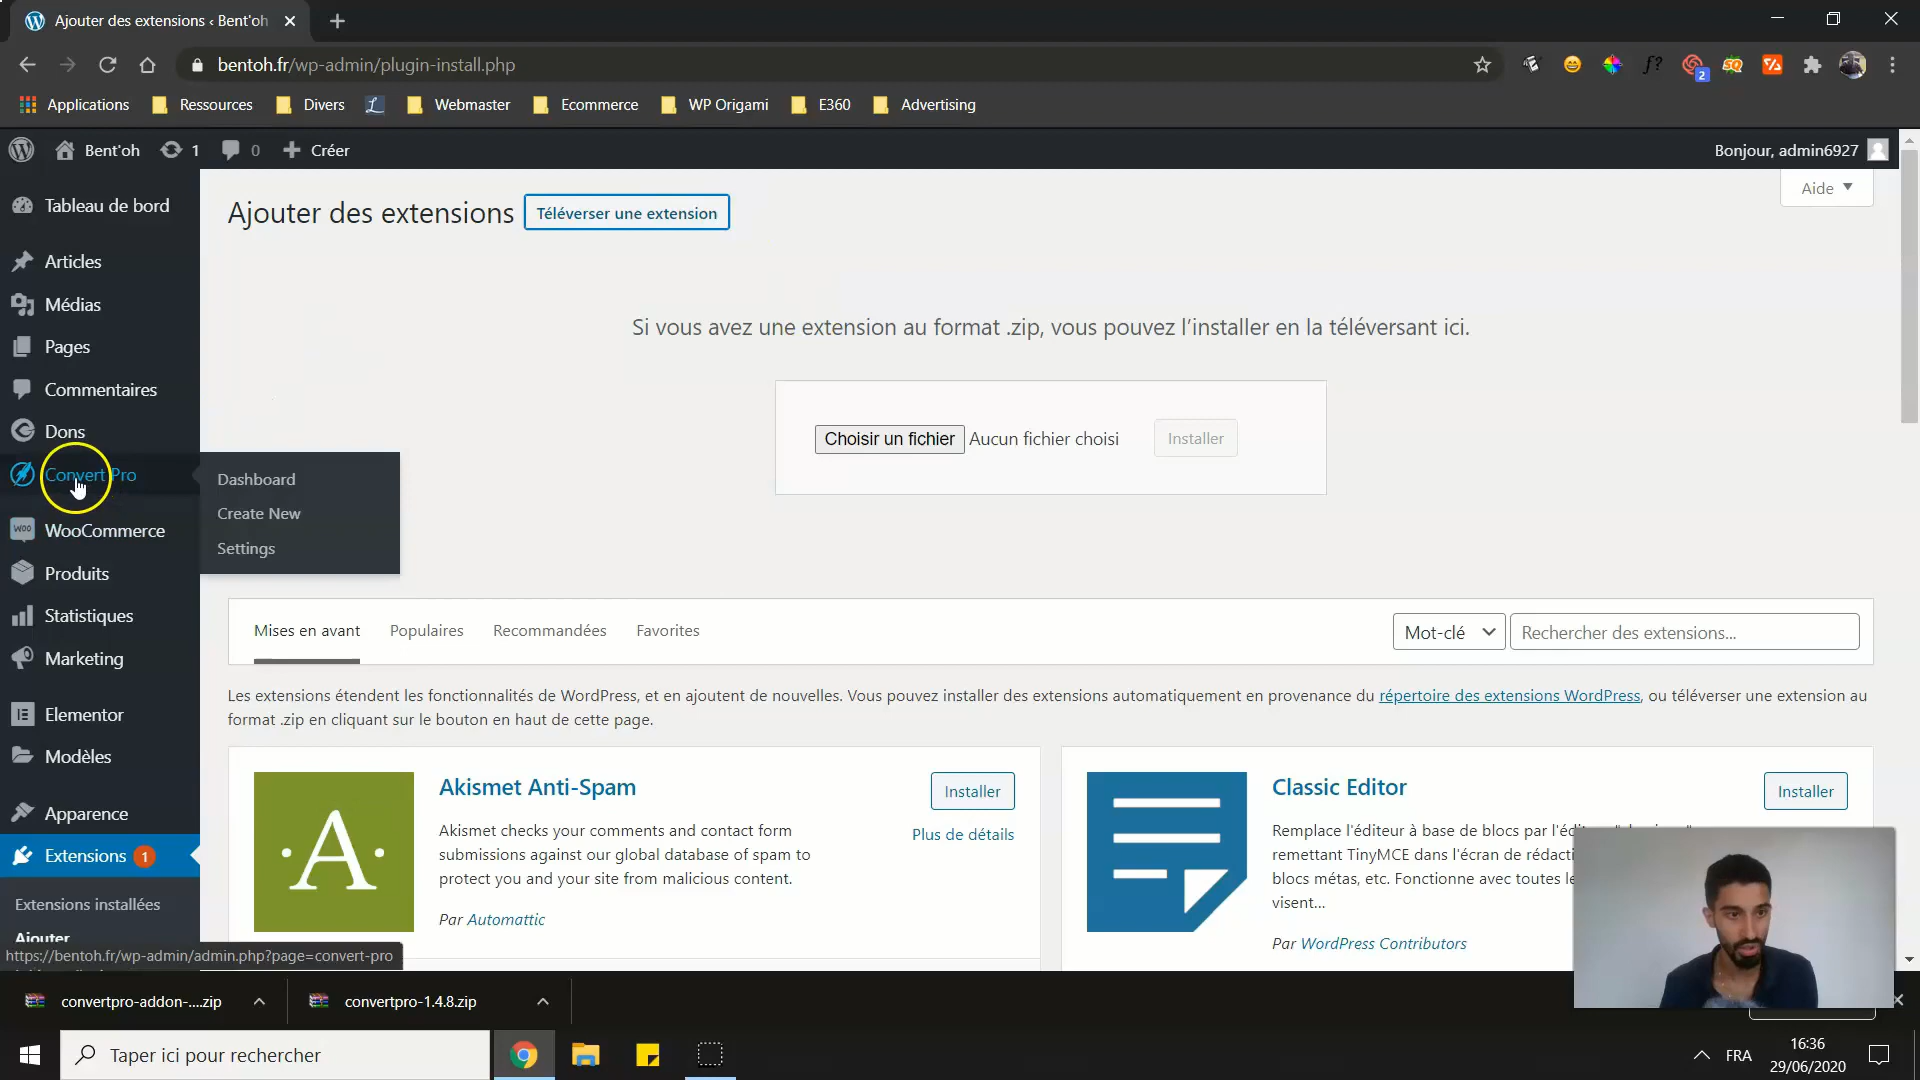 Ajouter des extensions ‹ Bent'oh
bentoh.fr/wp-admin/plugin-install.php
f?
2
SQ
Applications
Ressources
Divers
L
Webmaster
Ecommerce
WP Origami
E360
Advertising
Bent'oh
1
0
Créer
Bonjour, admin6927
Aide
Tableau de bord
Articles
Médias
Pages
Commentaires
Dons
Convert Pro
WooCommerce
Produits
Statistiques
Marketing
Elementor
Modèles
Apparence
Extensions 1
Extensions installées
Ajouter
Dashboard
Create New
Settings
Ajouter des extensions
Téléverser une extension
Si vous avez une extension au format .zip, vous pouvez l'installer en la téléversant ici.
Choisir un fichier Aucun fichier choisi
Installer
Mises en avant
Populaires
Recommandées
Favorites
Mot-clé
Rechercher des extensions...
Les extensions étendent les fonctionnalités de WordPress, et en ajoutent de nouvelles. Vous pouvez installer des extensions automatiquement en provenance du répertoire des extensions WordPress, ou téléverser une extension au
format .zip en cliquant sur le bouton en haut de cette page.
A
Akismet Anti-Spam
Installer
Plus de détails
Akismet checks your comments and contact form
submissions against our global database of spam to
protect you and your site from malicious content.
Par Automattic
Classic Editor
Installer
Remplace l'éditeur à base de blocs par
remettant TinyMCE dans l'écran de
blocs métas, etc. Fonctionne avec toutes
visent...
Par WordPress Contributors
https://bentoh.fr/wp-admin/admin.php?page=convert-pro
convertpro-addon-....zip
convertpro-1.4.8.zip
Taper ici pour rechercher
FRA
16:36
29/06/2020